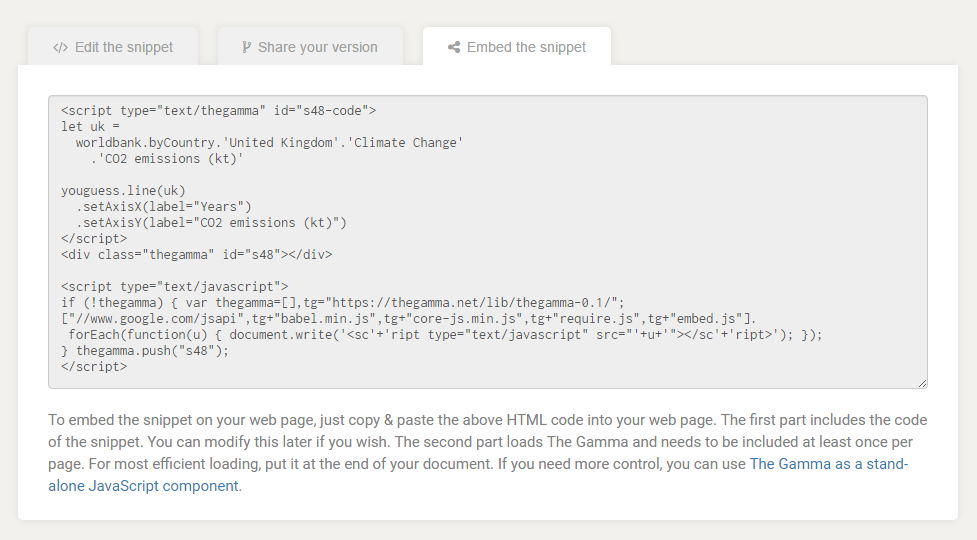 </> Edit the snippet
Share your version
Embed the snippet
<script type="text/thegamma" id="s48-code">
let uk =
  worldbank.byCountry.'United Kingdom'.'Climate Change'
    .'CO2 emissions (kt)'

youguess.line(uk)
  .setAxisX(label="Years")
  .setAxisY(label="CO2 emissions (kt)")
</script>
<div class="thegamma" id="s48"></div>

<script type="text/javascript">
if (!thegamma) { var thegamma=[],tg="https://thegamma.net/lib/thegamma-0.1/";
["//www.google.com/jsapi",tg+"babel.min.js",tg+"core-js.min.js",tg+"require.js",tg+"embed.js"].
 forEach(function(u) { document.write('<sc'+'ript type="text/javascript" src="'+u+'"></sc'+'ript>'); });
} thegamma.push("s48");
</script>
To embed the snippet on your web page, just copy & paste the above HTML code into your web page. The first part includes the code
of the snippet. You can modify this later if you wish. The second part loads The Gamma and needs to be included at least once per
page. For most efficient loading, put it at the end of your document. If you need more control, you can use The Gamma as a stand-
alone JavaScript component.